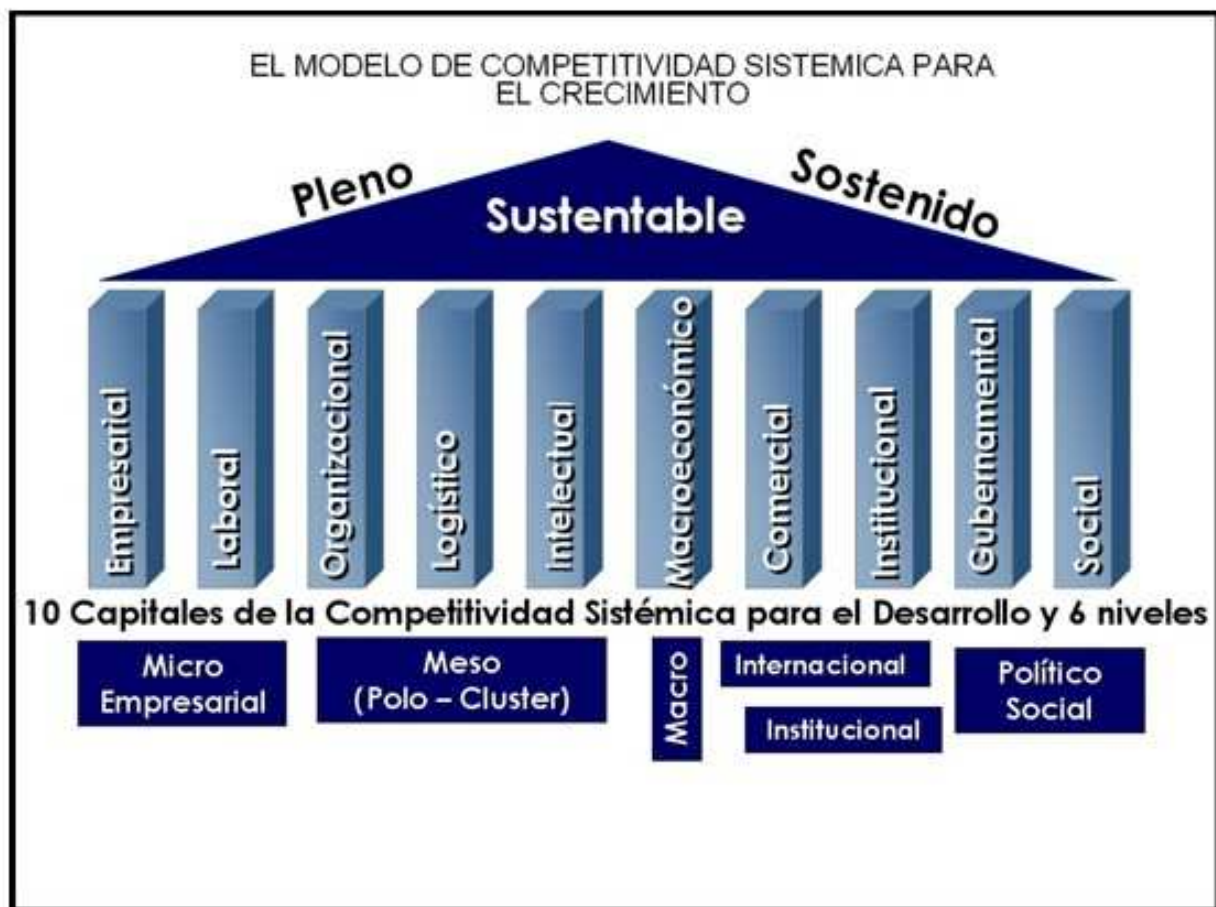 EL MODELO DE COMPETITIVIDAD SISTEMICA PARA
EL CRECIMIENTO
Pleno
Sostenido
Sustentable
Empresarial
Laboral
Organizacional
Logístico
Intelectual
Macroeconómico
Comercial
Institucional
Gubernamental
Social
10 Capitales de la Competitividad Sistémica para el Desarrollo y 6 niveles
Micro
Empresarial
Meso
(Polo – Cluster)
Macro
Internacional
Institucional
Político
Social